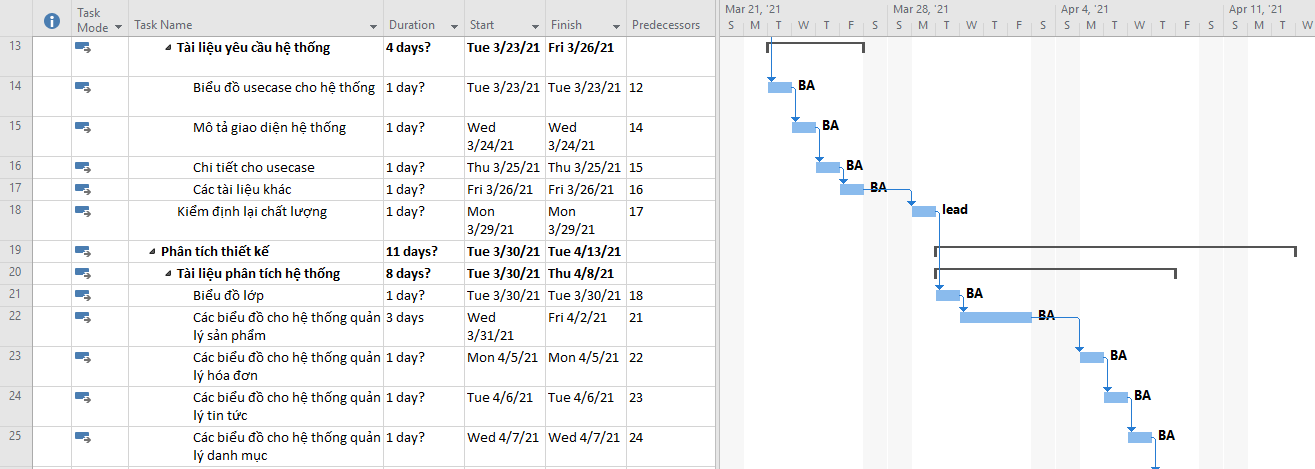 Task Mode Task Name Duration Start Finish Predecessors
Mar 21, '21 Mar 28, '21 Apr 4, '21 Apr 11, '21
S M T W T F S S M T W T F S S M T W T F S S M T W
13 Tài liệu yêu cầu hệ thống 4 days? Tue 3/23/21 Fri 3/26/21
14 Biểu đồ usecase cho hệ thống 1 day? Tue 3/23/21 Tue 3/23/21 12 BA
15 Mô tả giao diện hệ thống 1 day? Wed 3/24/21 Wed 3/24/21 14 BA
16 Chi tiết cho usecase 1 day? Thu 3/25/21 Thu 3/25/21 15 BA
17 Các tài liệu khác 1 day? Fri 3/26/21 Fri 3/26/21 16 BA
18 Kiểm định lại chất lượng 1 day? Mon 3/29/21 Mon 3/29/21 17 lead
19 Phân tích thiết kế 11 days? Tue 3/30/21 Tue 4/13/21
20 Tài liệu phân tích hệ thống 8 days? Tue 3/30/21 Thu 4/8/21
21 Biểu đồ lớp 1 day? Tue 3/30/21 Tue 3/30/21 18 BA
22 Các biểu đồ cho hệ thống quản lý sản phẩm 3 days Wed 3/31/21 Fri 4/2/21 21 BA
23 Các biểu đồ cho hệ thống quản lý hóa đơn 1 day? Mon 4/5/21 Mon 4/5/21 22 BA
24 Các biểu đồ cho hệ thống quản lý tin tức 1 day? Tue 4/6/21 Tue 4/6/21 23 BA
25 Các biểu đồ cho hệ thống quản lý danh mục 1 day? Wed 4/7/21 Wed 4/7/21 24 BA